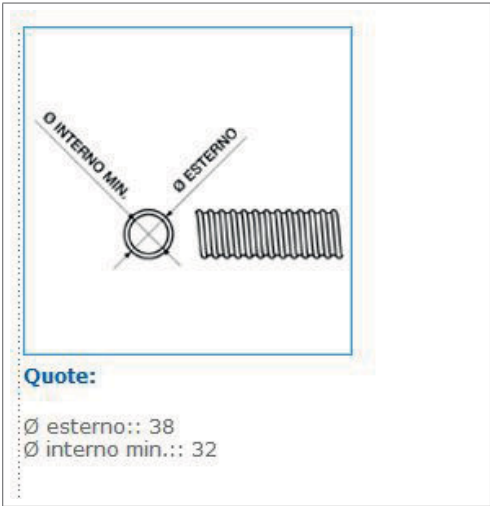 Ø INTERNO MIN.
Ø ESTERNO
Quote:
Ø esterno:: 38
Ø interno min.:: 32